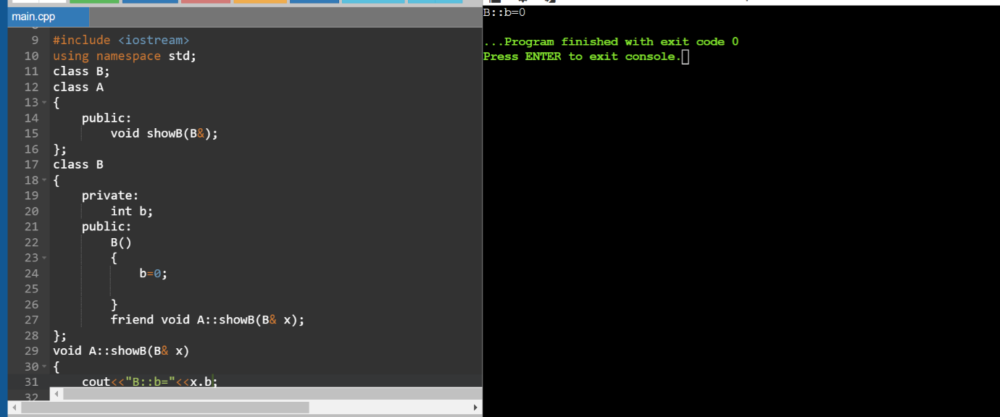 main.cpp
9 #include <iostream>
10 using namespace std;
11 class B;
12 class A
13 {
14 public:
15 void showB(B&);
16 };
17 class B
18 {
19 private:
20 int b;
21 public:
22 B()
23 {
24 b=0;
25
26 }
27 friend void A::showB(B& x);
28 };
29 void A::showB(B& x)
30 {
31 cout<<"B::b="<<x.b;
32
B::b=0
...Program finished with exit code 0
Press ENTER to exit console.